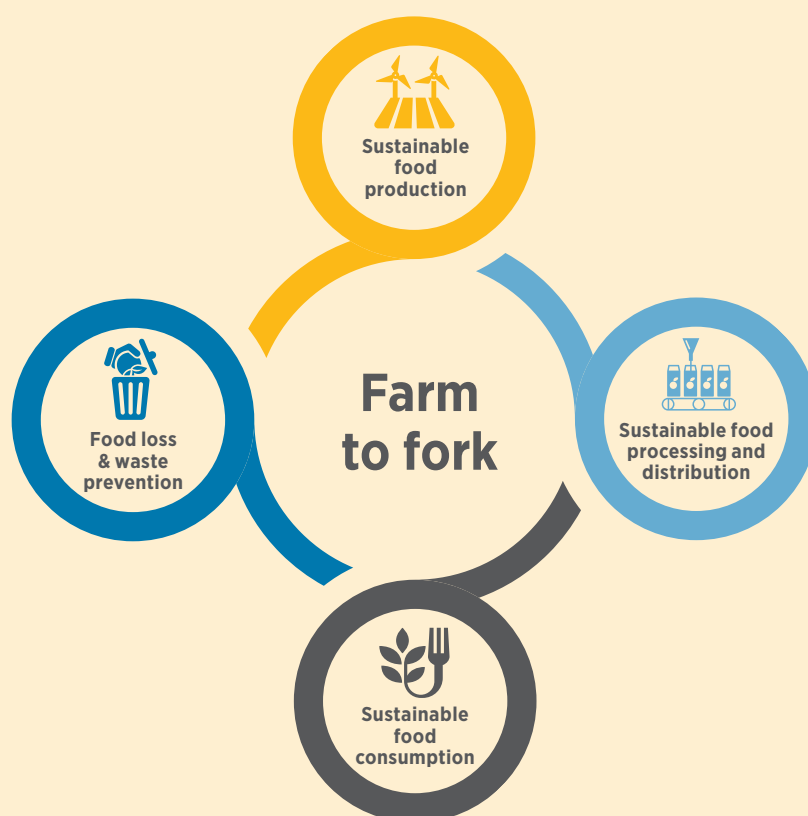 Sustainable
food
production
Farm
to fork
Food loss
& waste
prevention
Sustainable food
processing and
distribution
Sustainable
food
consumption